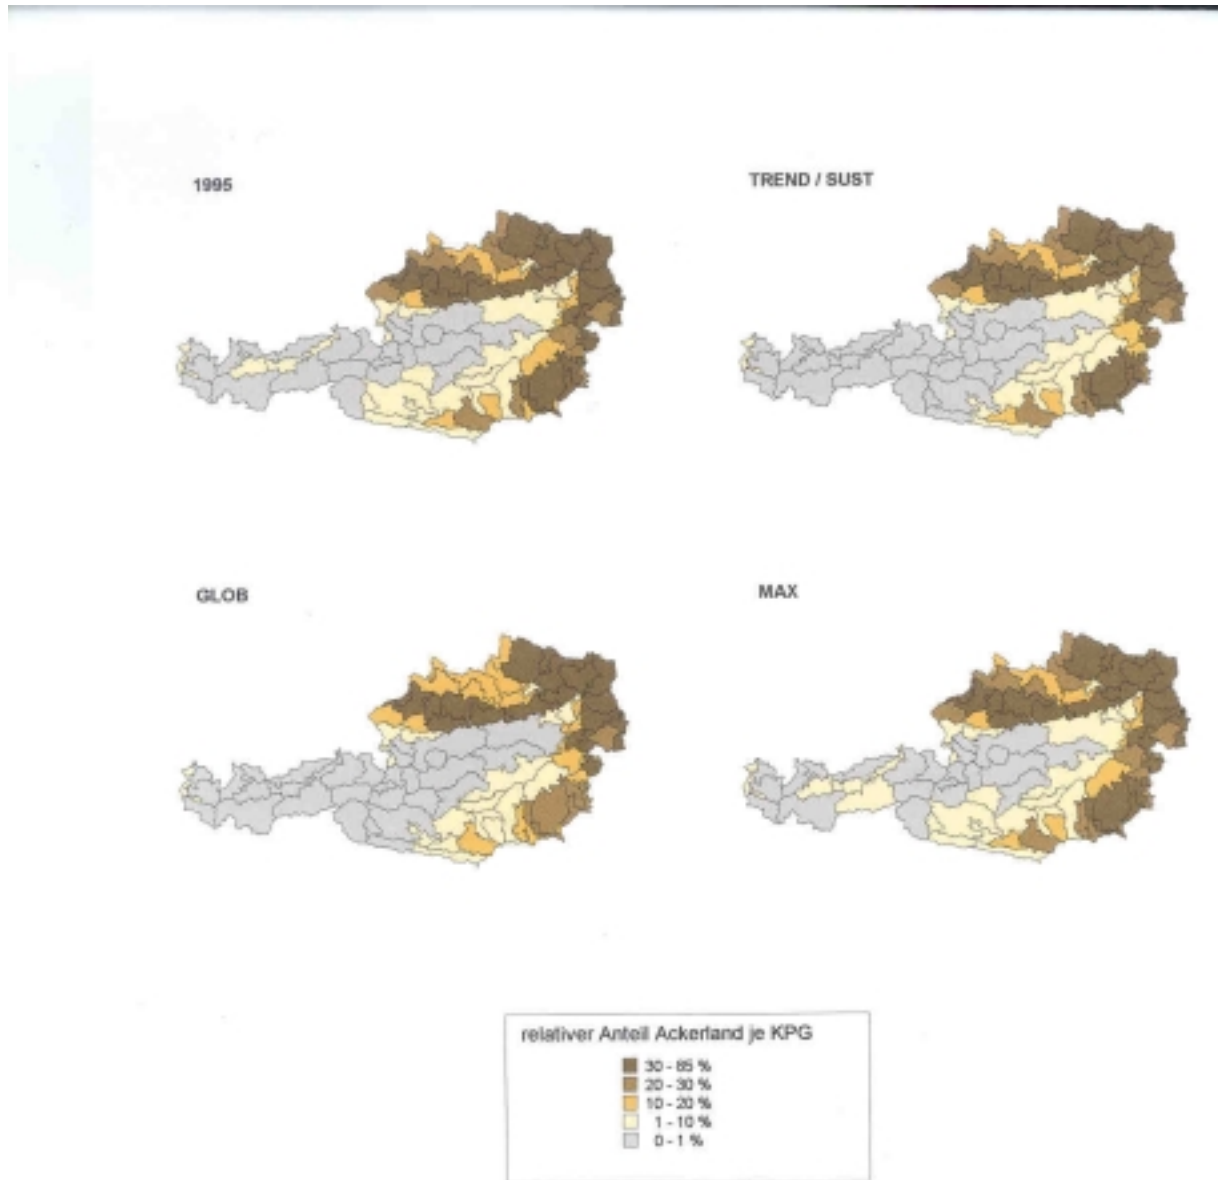 1995
TREND / SUST
GLOB
MAX
relativer Anteil Ackerland je KPG
30 - 85 %
20 - 30 %
10 - 20 %
1 - 10 %
0 - 1 %